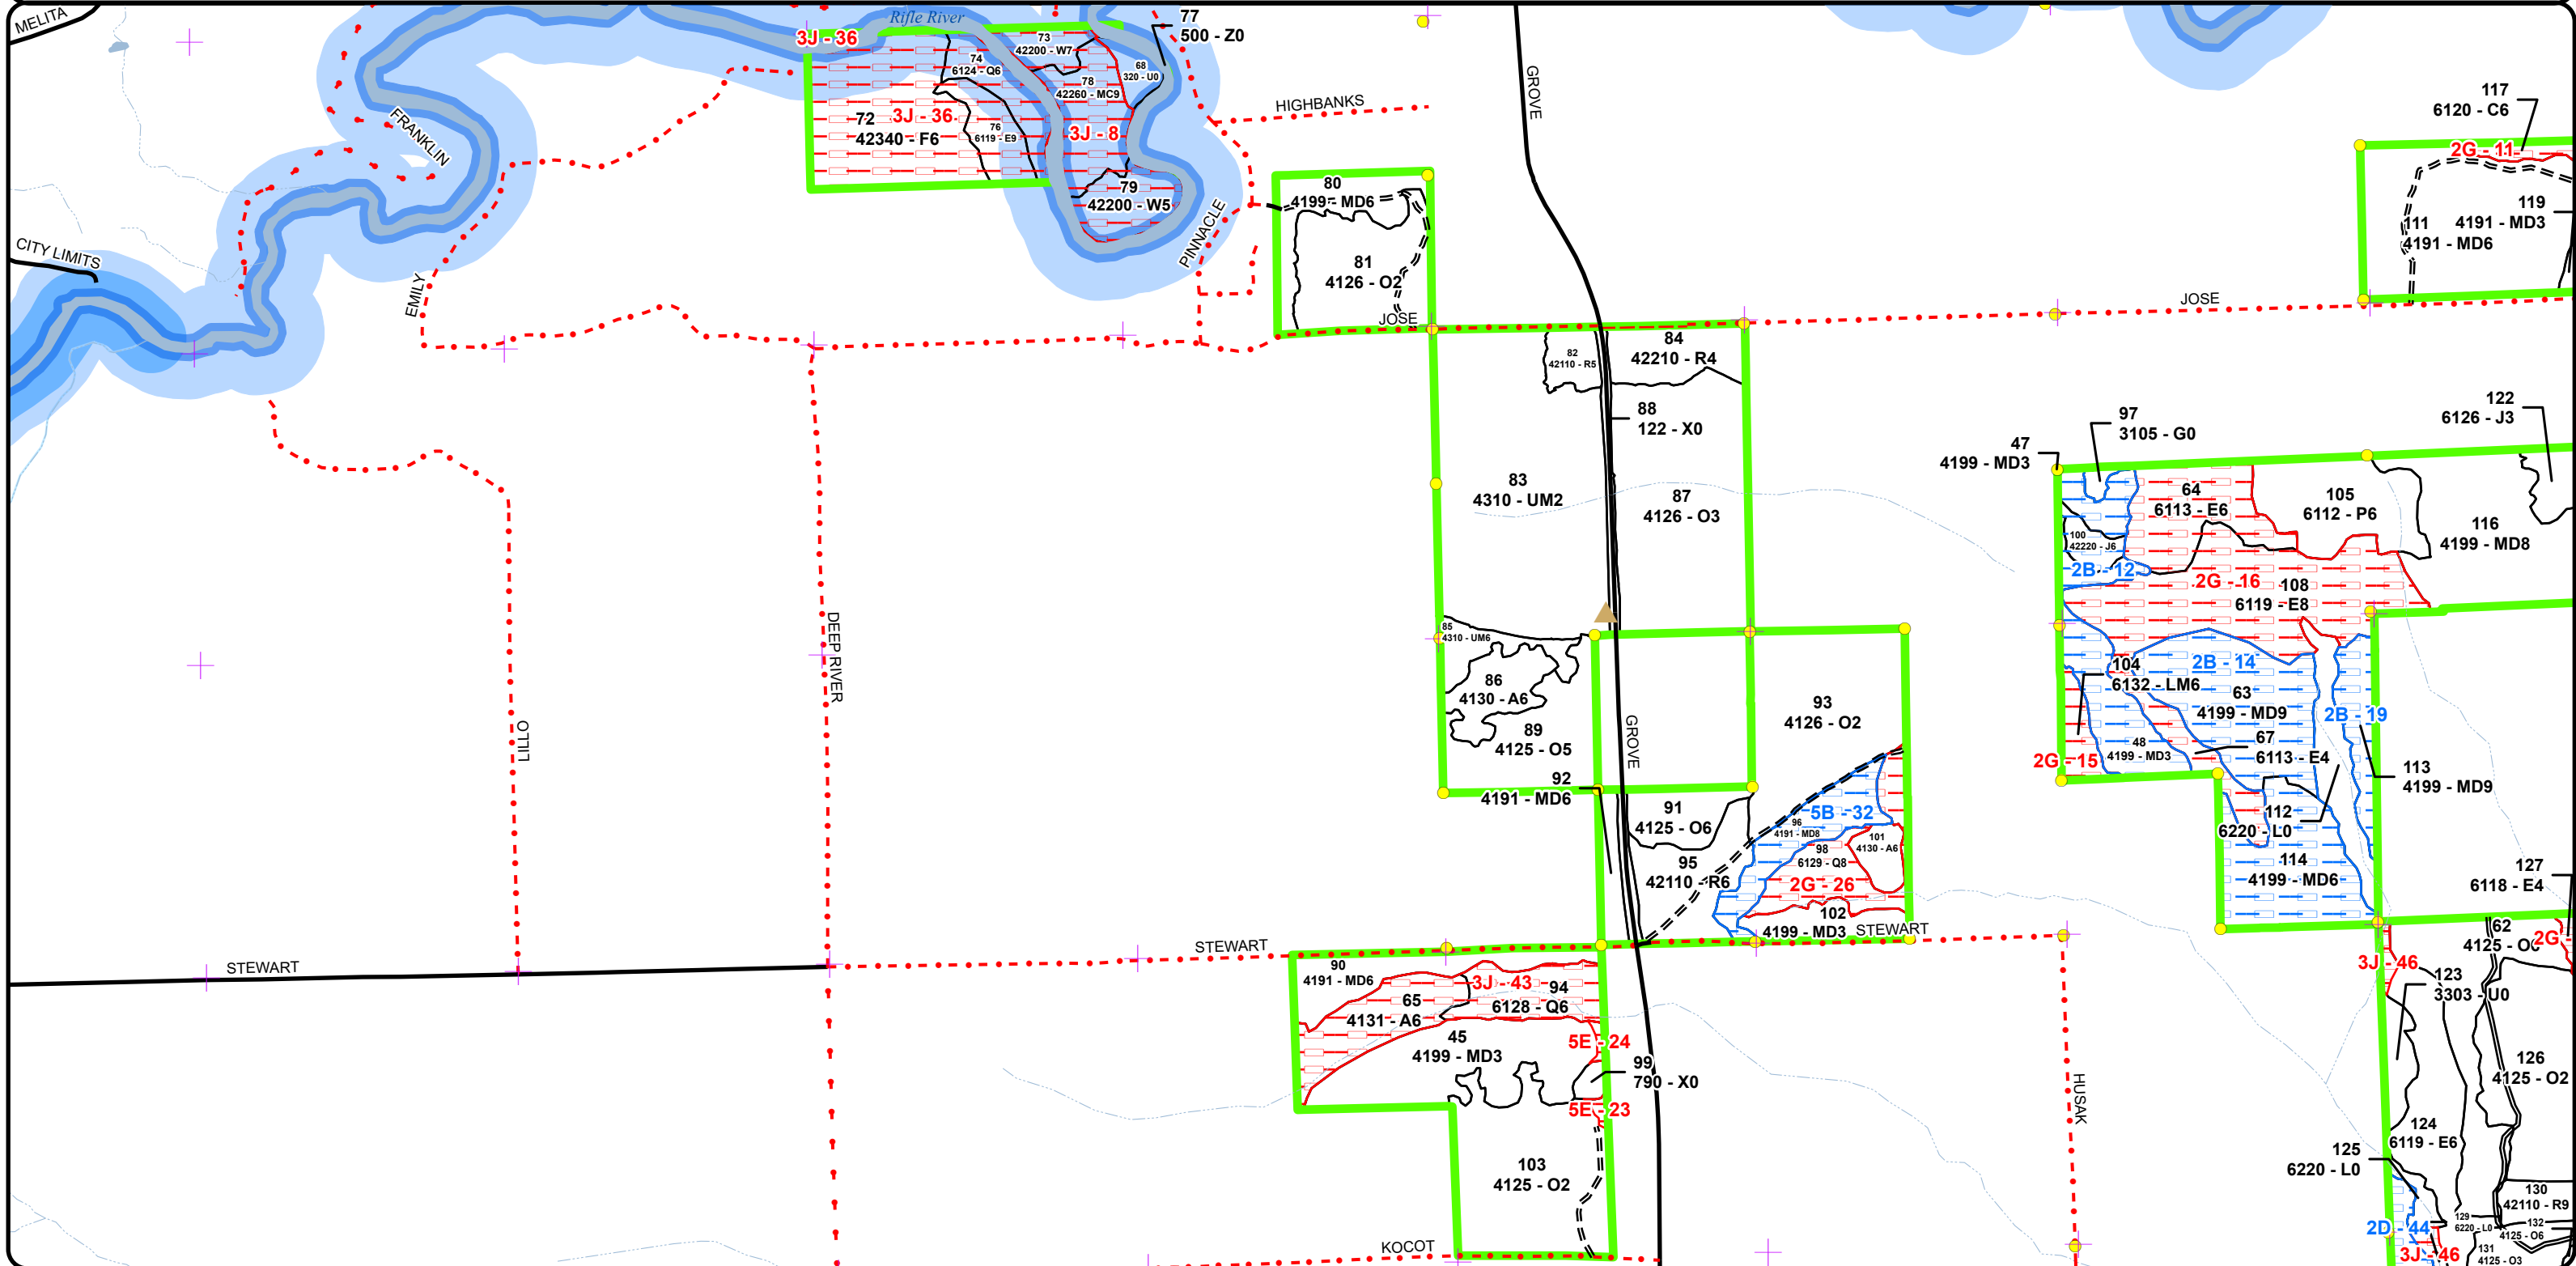 MELITA
Rifle River
77
500 - Z0
3J - 36
73
42200 - W7
74
6124 - Q6
68
320 - U0
78
42260 - MC9
GROVE
HIGHBANKS
117
6120 - C6
FRANKLIN
72
3J - 36
42340 - F6
76
6119 - E9
3J - 8
2G - 11
79
42200 - W5
80
4199 - MD6
119
4191 - MD3
111
4191 - MD6
PINNACLE
CITY LIMITS
EMILY
81
4126 - O2
JOSE
JOSE
82
42110 - R5
84
42210 - R4
88
122 - X0
122
6126 - J3
97
3105 - G0
47
4199 - MD3
83
4310 - UM2
87
4126 - O3
64
6113 - E6
105
6112 - P6
116
4199 - MD8
100
42220 - J6
2B - 12
2G - 16
108
6119 - E8
85
4310 - UM6
DEEP RIVER
LILLO
86
4130 - A6
89
4125 - O5
GROVE
93
4126 - O2
104
6132 - LM6
2B - 14
63
4199 - MD9
2B - 19
48
4199 - MD3
67
6113 - E4
2G - 15
113
4199 - MD9
92
4191 - MD6
91
4125 - O6
5B - 32
96
4191 - MD8
101
4130 - A6
98
6129 - Q8
112
6220 - L0
95
42110 - R6
2G - 26
114
4199 - MD6
127
6118 - E4
102
4199 - MD3
STEWART
STEWART
STEWART
62
4125 - O
2G -
90
4191 - MD6
3J - 43
94
6128 - Q6
65
4131 - A6
3J - 46
123
3303 - U0
45
4199 - MD3
5E - 24
99
790 - X0
5E - 23
HUSAK
126
4125 - O2
124
6119 - E6
125
6220 - L0
103
4125 - O2
130
42110 - R9
129
6220 - L0
132
4125 - O6
2D - 44
3J - 46
131
4125 - O3
KOCOT